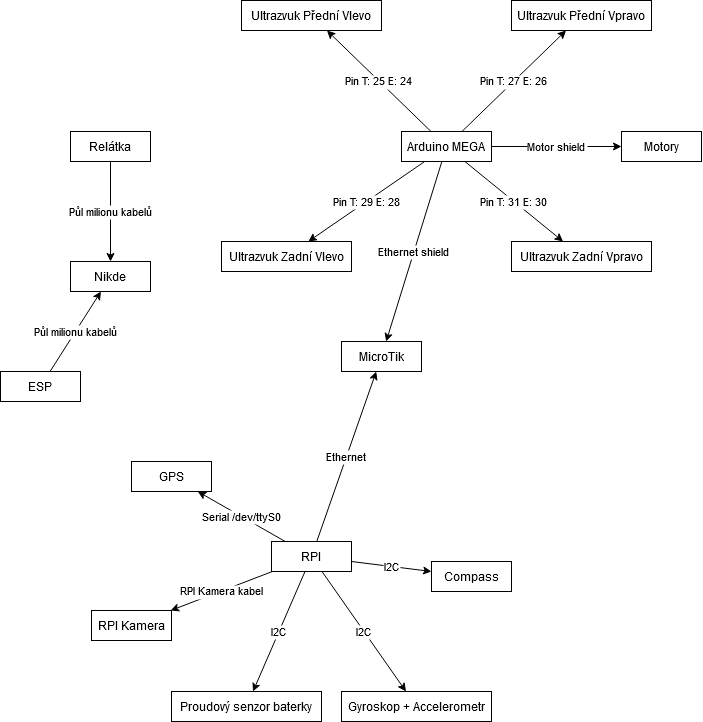 Ultrazvuk Přední Vlevo
Ultrazvuk Přední Vpravo
Pin T: 25 E: 24
Pin T: 27 E: 26
Relátka
Arduino MEGA
Motor shield
Motory
Půl milionu kabelů
Pin T: 29 E: 28
Pin T: 31 E: 30
Ethernet shield
Ultrazvuk Zadní Vlevo
Ultrazvuk Zadní Vpravo
Nikde
Půl milionu kabelů
MicroTik
ESP
Ethernet
GPS
Serial /dev/ttyS0
RPI
I2C
Compass
RPI Kamera kabel
RPI Kamera
I2C
I2C
Proudový senzor baterky
Gyroskop + Accelerometr